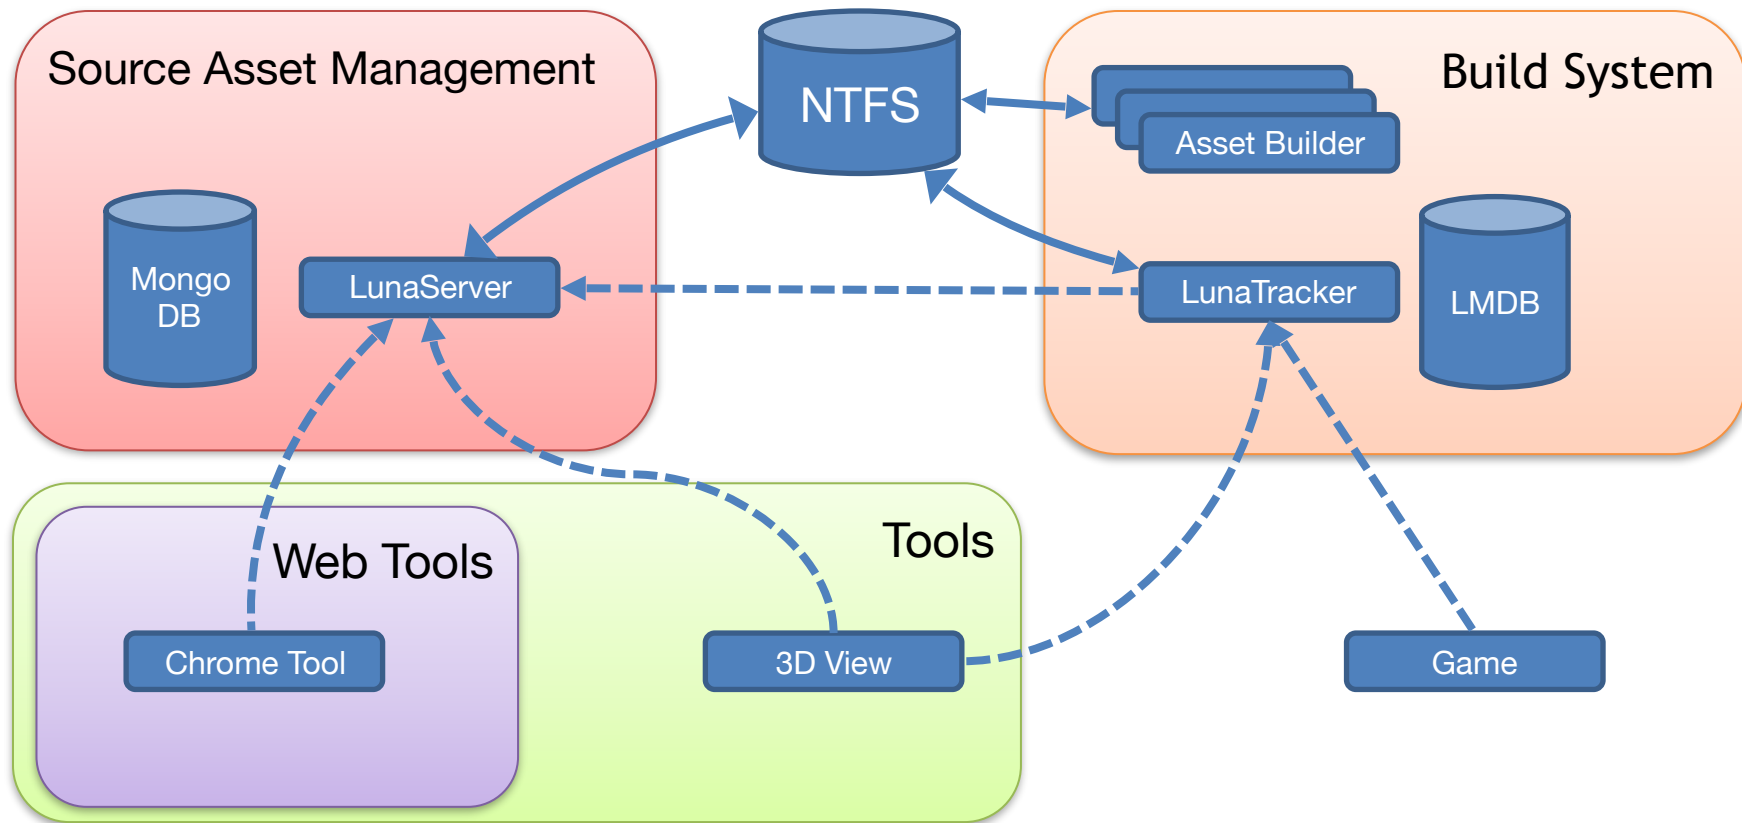 Source Asset Management
NTFS
Build System
Asset Builder
Mongo
DB
LunaServer
LunaTracker
LMDB
Web Tools
Tools
Chrome Tool
3D View
Game